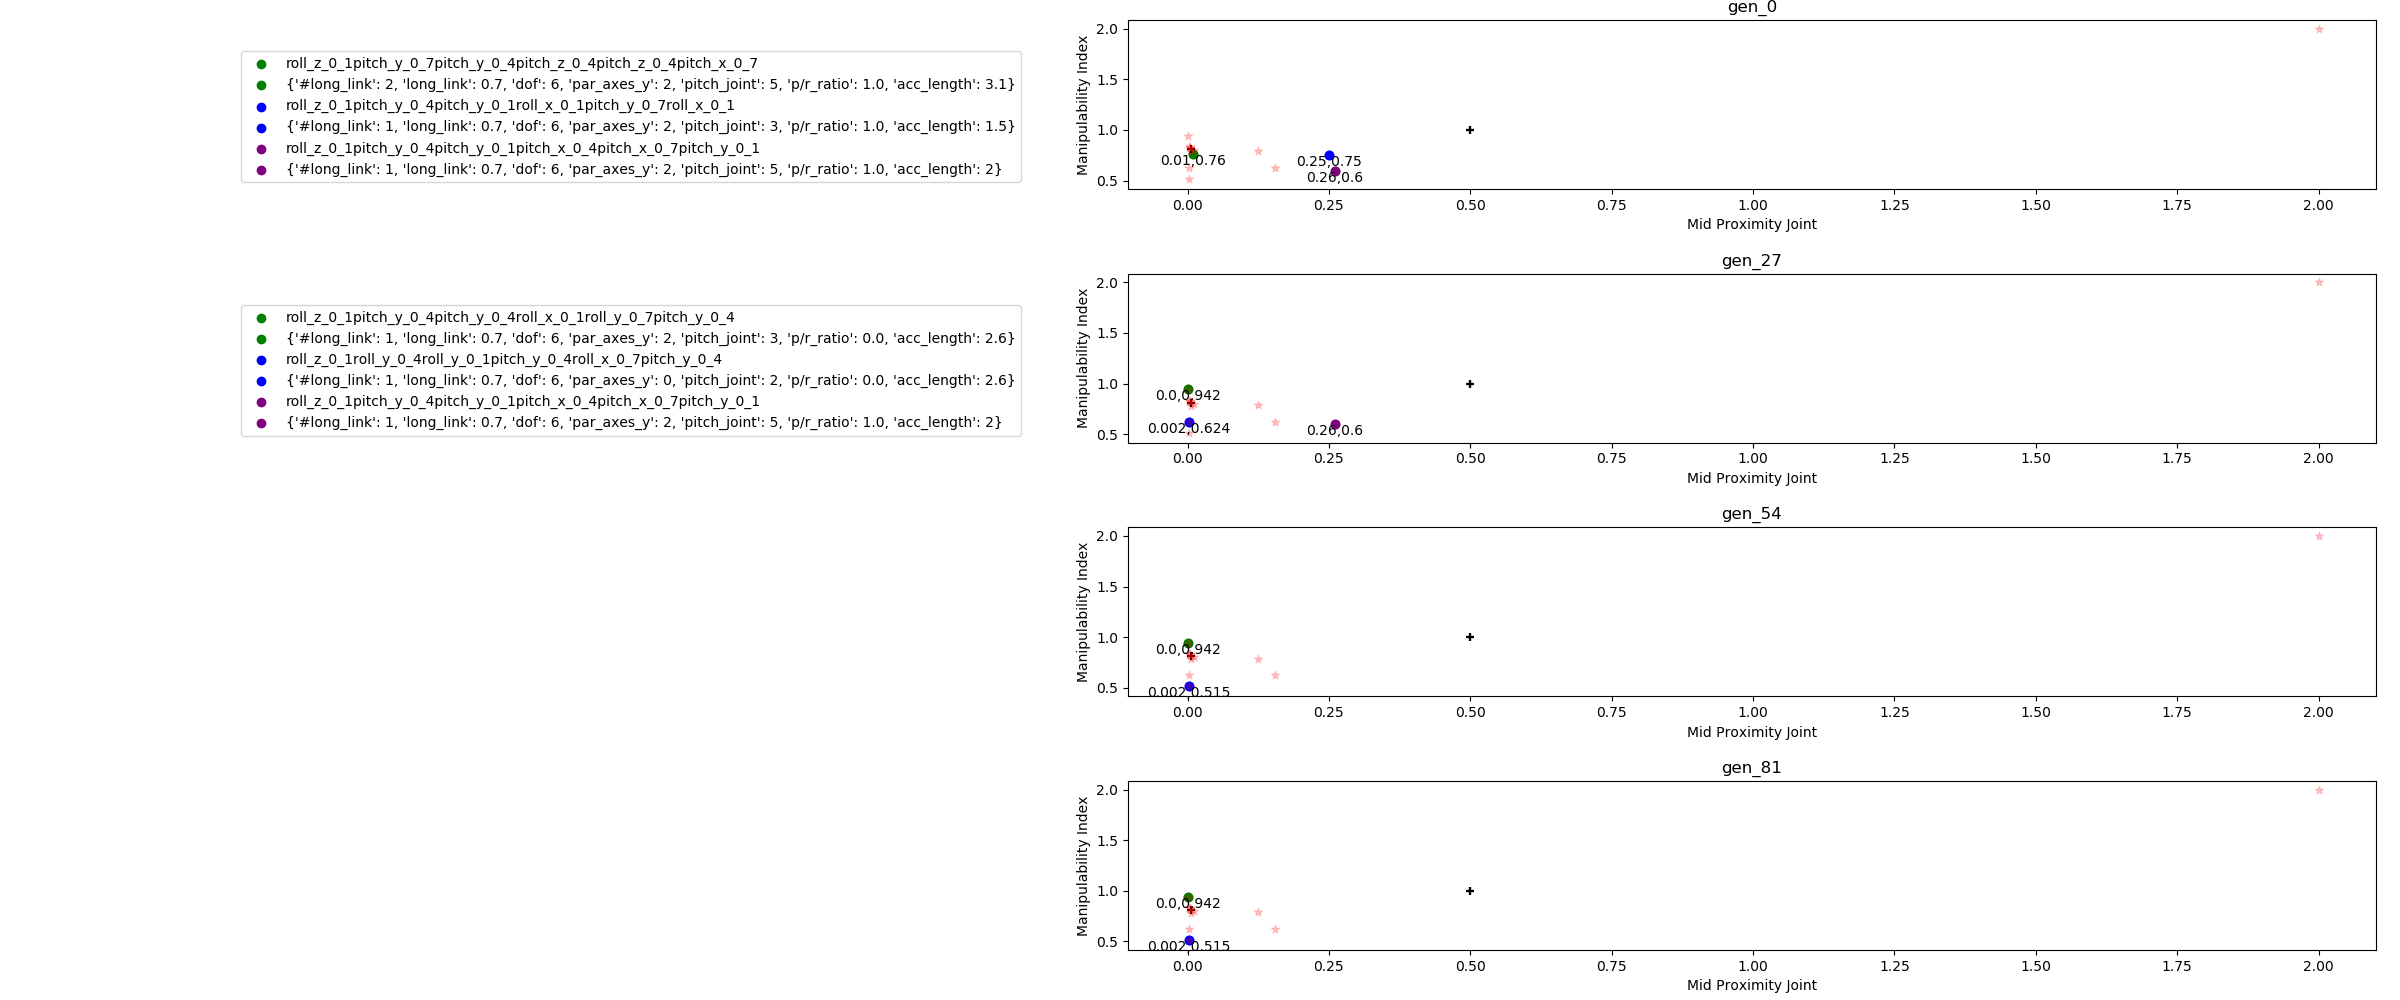 gen_0
roll_z_0_1pitch_y_0_7pitch_y_0_4pitch_z_0_4pitch_z_0_4pitch_x_0_7
{'#long_link': 2, 'long_link': 0.7, 'dof': 6, 'par_axes_y': 2, 'pitch_joint': 5, 'p/r_ratio': 1.0, 'acc_length': 3.1}
roll_z_0_1pitch_y_0_4pitch_y_0_1roll_x_0_1pitch_y_0_7roll_x_0_1
{'#long_link': 1, 'long_link': 0.7, 'dof': 6, 'par_axes_y': 2, 'pitch_joint': 3, 'p/r_ratio': 1.0, 'acc_length': 1.5}
roll_z_0_1pitch_y_0_4pitch_y_0_1pitch_x_0_4pitch_x_0_7pitch_y_0_1
{'#long_link': 1, 'long_link': 0.7, 'dof': 6, 'par_axes_y': 2, 'pitch_joint': 5, 'p/r_ratio': 1.0, 'acc_length': 2}
Manipulability Index
2.0
1.5
1.0
0.5
0.01,0.76
0.25,0.75
0.26,0.6
0.00 0.25 0.50 0.75 1.00 1.25 1.50 1.75 2.00
Mid Proximity Joint
gen_27
roll_z_0_1pitch_y_0_4pitch_y_0_4roll_x_0_1roll_y_0_7pitch_y_0_4
{'#long_link': 1, 'long_link': 0.7, 'dof': 6, 'par_axes_y': 2, 'pitch_joint': 3, 'p/r_ratio': 0.0, 'acc_length': 2.6}
roll_z_0_1roll_y_0_4roll_y_0_1pitch_y_0_4roll_x_0_7pitch_y_0_4
{'#long_link': 1, 'long_link': 0.7, 'dof': 6, 'par_axes_y': 0, 'pitch_joint': 2, 'p/r_ratio': 0.0, 'acc_length': 2.6}
roll_z_0_1pitch_y_0_4pitch_y_0_1pitch_x_0_4pitch_x_0_7pitch_y_0_1
{'#long_link': 1, 'long_link': 0.7, 'dof': 6, 'par_axes_y': 2, 'pitch_joint': 5, 'p/r_ratio': 1.0, 'acc_length': 2}
Manipulability Index
2.0
1.5
1.0
0.5
0.0,0.942
0.002,0.624
0.26,0.6
0.00 0.25 0.50 0.75 1.00 1.25 1.50 1.75 2.00
Mid Proximity Joint
gen_54
Manipulability Index
2.0
1.5
1.0
0.5
0.0,0.942
0.002,0.515
0.00 0.25 0.50 0.75 1.00 1.25 1.50 1.75 2.00
Mid Proximity Joint
gen_81
Manipulability Index
2.0
1.5
1.0
0.5
0.0,0.942
0.002,0.515
0.00 0.25 0.50 0.75 1.00 1.25 1.50 1.75 2.00
Mid Proximity Joint